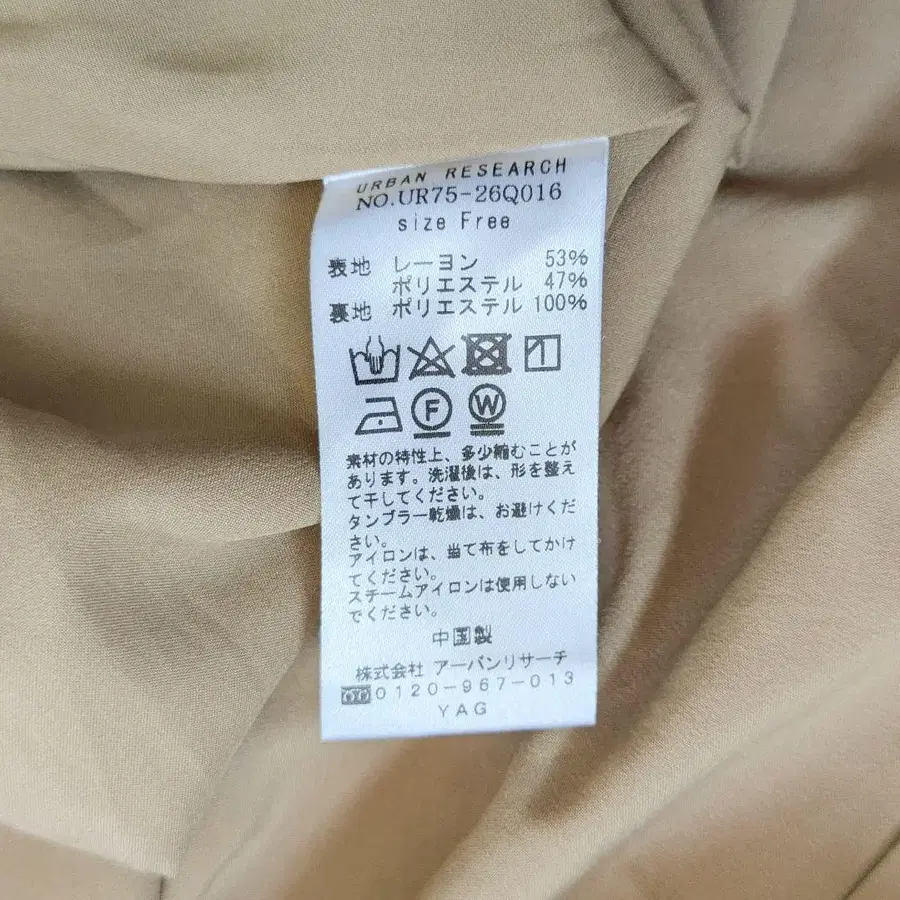 URBAN RESEARCH
NO.UR75-26Q016
size Free
表地 レーヨン 53%
ポリエステル 47%
裏地 ポリエステル 100%
F W
素材の特性上、多少縮むことが
あります。洗濯後は、形を整え
て干してください。
タンブラー乾燥は、お避けくだ
さい。
アイロンは、当て布をしてかけ
てください。
スチームアイロンは使用しない
でください。
中国製
株式会社 アーバンリサーチ
0120-967-013
YAG